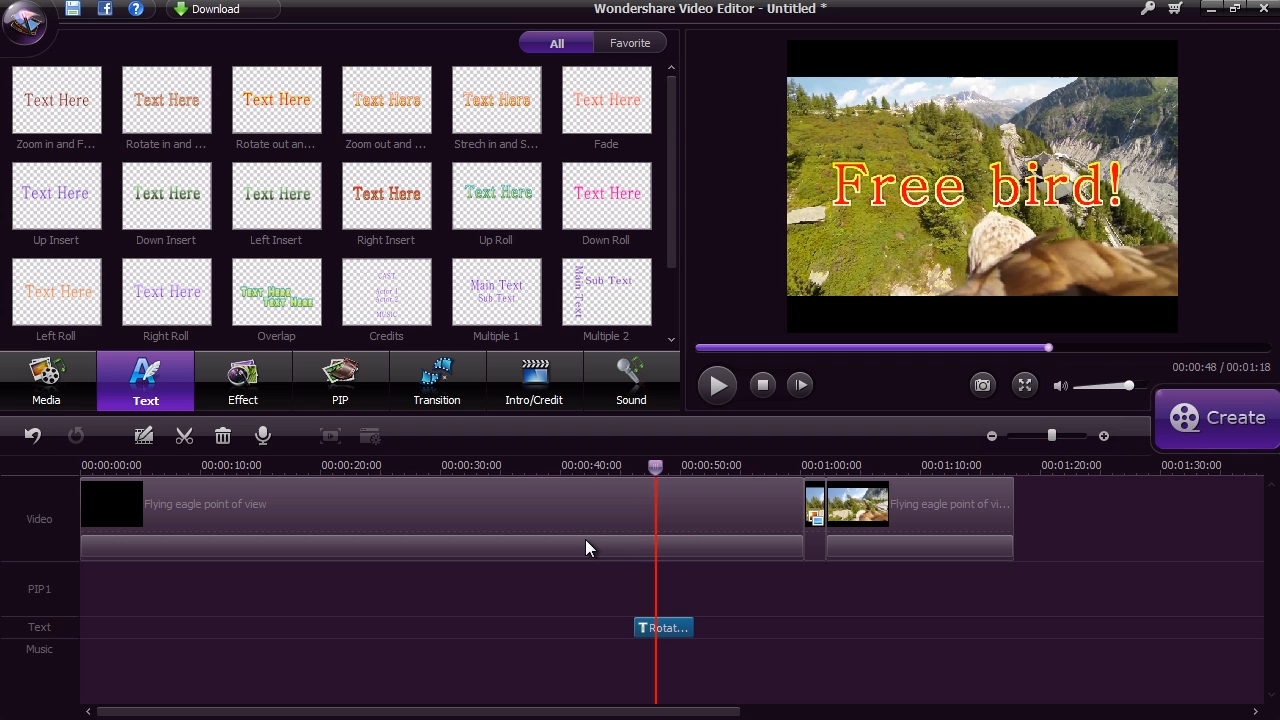 Download
Wondershare Video Editor - Untitled *
All
Favorite
Text Here Text Here Text Here Text Here Text Here Text Here
Zoom in and F... Rotate in and ... Rotate out an... Zoom out and ... Strech in and S... Fade
Text Here Text Here Text Here Text Here Text Here Text Here
Up Insert Down Insert Left Insert Right Insert Up Roll Down Roll
Text Here Text Here Text Here Text Here
CAST
Actor 1
Actor 2
MUSIC
Main Text
Sub Text
Main Text Sub Text
Left Roll Right Roll Overlap Credits Multiple 1 Multiple 2
Free bird!
00:00:48 / 00:01:18
Media Text Effect PIP Transition Intro/Credit Sound
Create
00:00:00:00 00:00:10:00 00:00:20:00 00:00:30:00 00:00:40:00 00:00:50:00 00:01:00:00 00:01:10:00 00:01:20:00 00:01:30:00
Video
Flying eagle point of view
Flying eagle point of vi...
PIP1
Text
T Rotat...
Music